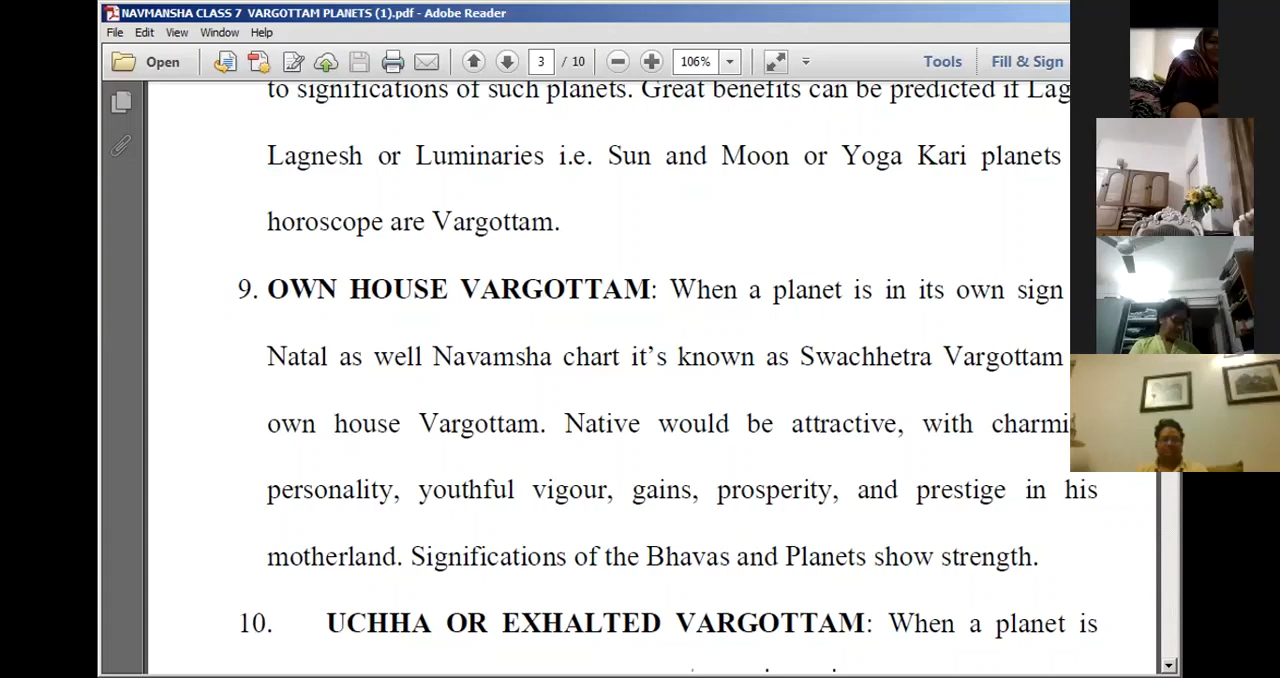 NAVMANSHA CLASS 7 VARGOTTAM PLANETS (1).pdf - Adobe Reader
File Edit View Window Help
Open 3 / 10 106% Tools Fill & Sign
to significations of such planets. Great benefits can be predicted if Lag
Lagnesh or Luminaries i.e. Sun and Moon or Yoga Kari planets
horoscope are Vargottam.
9. OWN HOUSE VARGOTTAM: When a planet is in its own sign
Natal as well Navamsha chart it’s known as Swachhetra Vargottam
own house Vargottam. Native would be attractive, with charmi
personality, youthful vigour, gains, prosperity, and prestige in his
motherland. Significations of the Bhavas and Planets show strength.
10. UCHHA OR EXHALTED VARGOTTAM: When a planet is